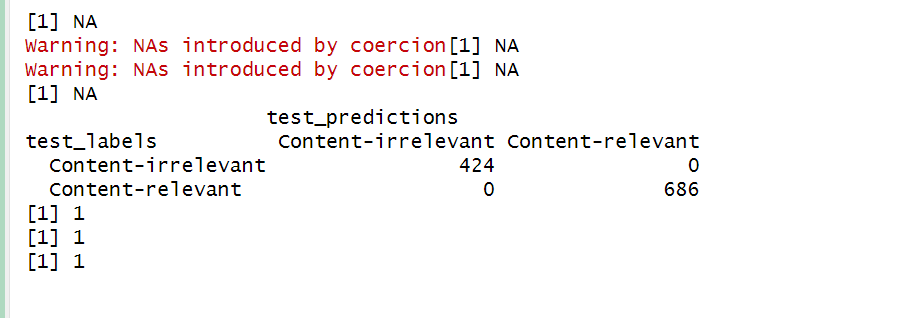 [1] NA
Warning: NAs introduced by coercion[1] NA
Warning: NAs introduced by coercion[1] NA
[1] NA
test_predictions
test_labels Content-irrelevant Content-relevant
Content-irrelevant 424 0
Content-relevant 0 686
[1] 1
[1] 1
[1] 1